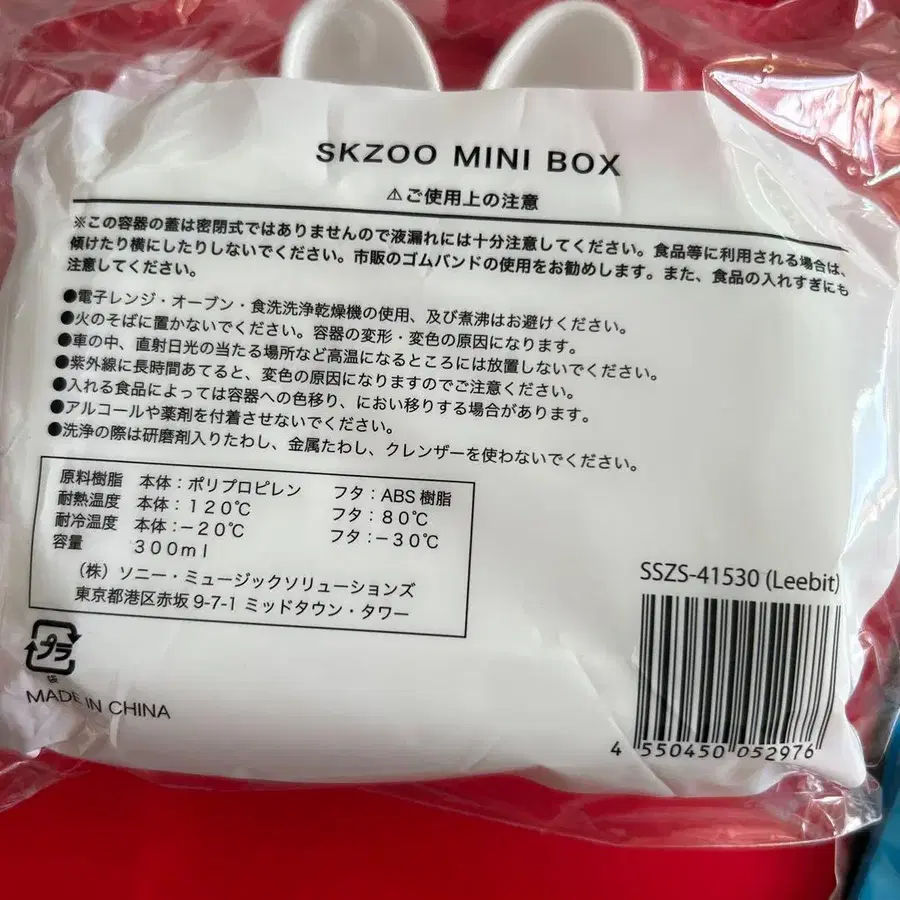 SKZOO MINI BOX
⚠ご使用上の注意
※この容器の蓋は密閉式ではありませんので液漏れには十分注意してください。食品等に利用される場合は、
傾けたり横にしたりしないでください。市販のゴムバンドの使用をお勧めします。また、食品の入れすぎにも
注意してください。
●電子レンジ・オーブン・食洗洗浄乾燥機の使用、及び煮沸はお避けください。
●火のそばに置かないでください。容器の変形・変色の原因になります。
●車の中、直射日光の当たる場所など高温になるところには放置しないでください。
●紫外線に長時間あてると、変色の原因になりますのでご注意ください。
●入れる食品によっては容器への色移り、におい移りする場合があります。
●アルコールや薬剤を付着させないでください。
●洗浄の際は研磨剤入りたわし、金属たわし、クレンザーを使わないでください。
原料樹脂 本体：ポリプロピレン フタ：ABS樹脂
耐熱温度 本体：120℃ フタ：80℃
耐冷温度 本体：−20℃ フタ：−30℃
容量 300ml
（株）ソニー・ミュージックソリューションズ
東京都港区赤坂9-7-1 ミッドタウン・タワー
プラ
袋
MADE IN CHINA
SSZS-41530 (Leebit)
4 550450 052976